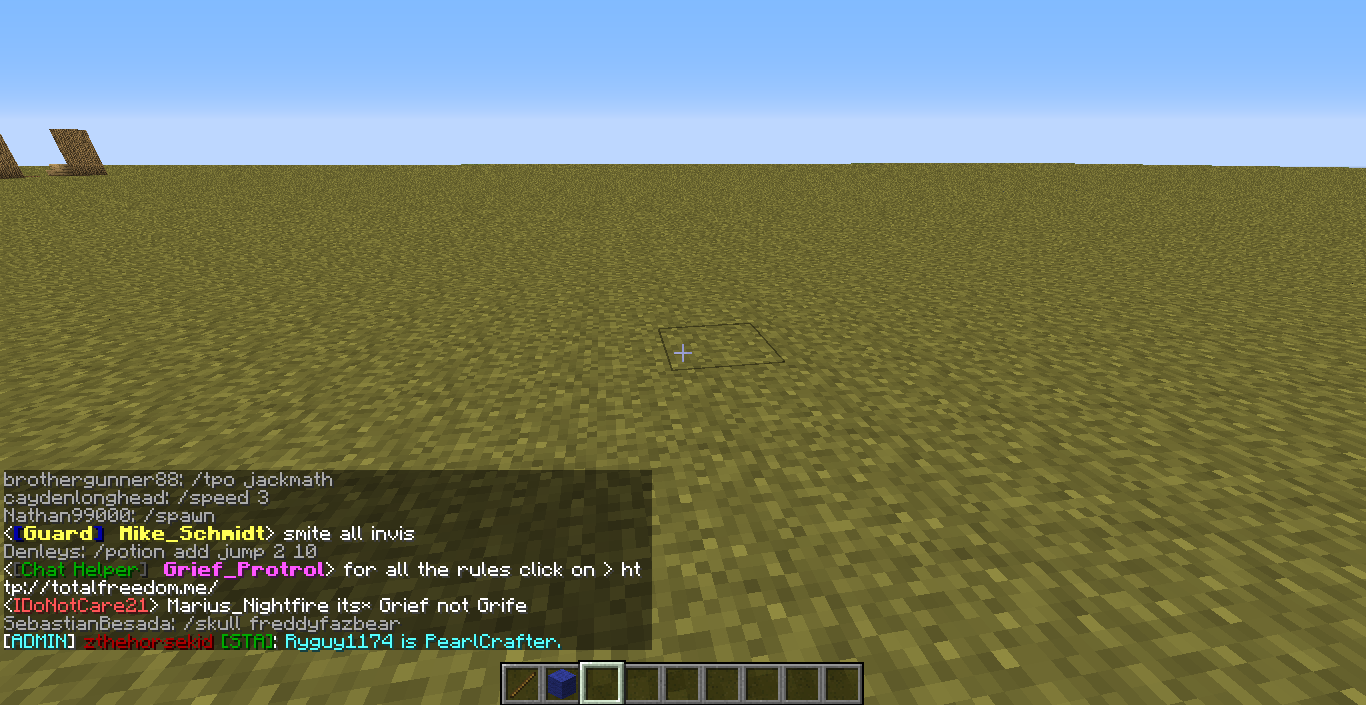 brothergunner88: /tpo jackmath
caydenlonghead: /speed 3
Nathan99000: /spawn
<[Guard] Mike_Schmidt> smite all invis
Denleys: /potion add jump 2 10
<[Chat Helper] Grief_Protrol> for all the rules click on > ht
tp://totalfreedom.me/
<IDoNotCare21> Marius_Nightfire its* Grief not Grife
SebastianBesada: /skull freddyfazbear
[ADMIN] zthehorsekid [STA]: Ryguy1174 is PearlCrafter.